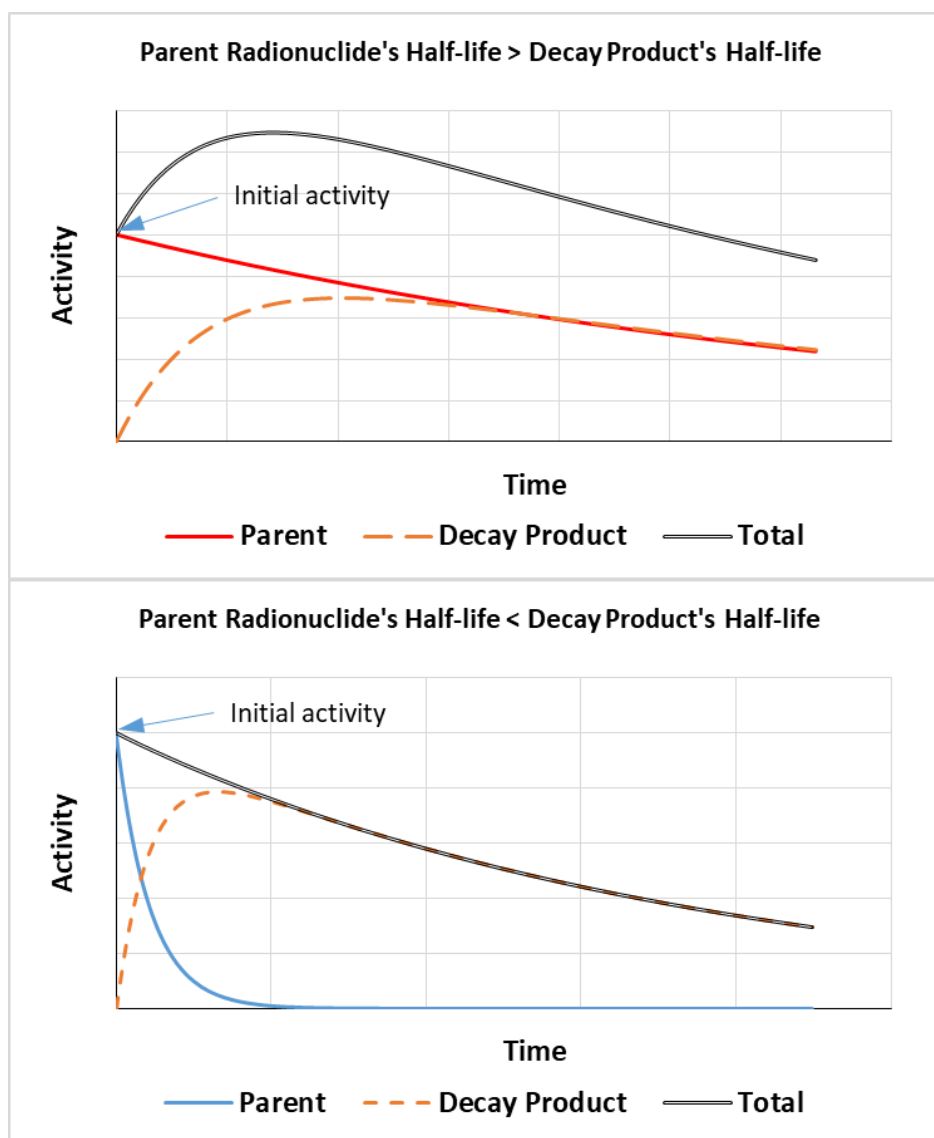 Parent Radionuclide's Half-life > Decay Product's Half-life
Initial activity
Activity
Time
Parent Decay Product Total
Parent Radionuclide's Half-life < Decay Product's Half-life
Initial activity
Activity
Time
Parent Decay Product Total